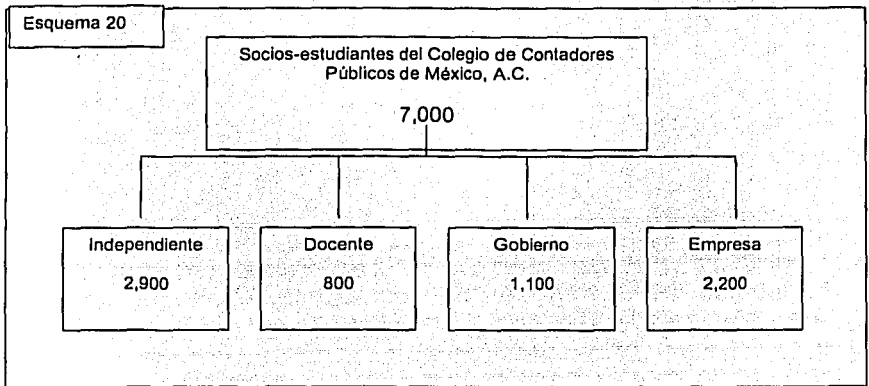 Esquema 20
Socios-estudiantes del Colegio de Contadores
Públicos de México, A.C.
7,000
Independiente
2,900
Docente
800
Gobierno
1,100
Empresa
2,200